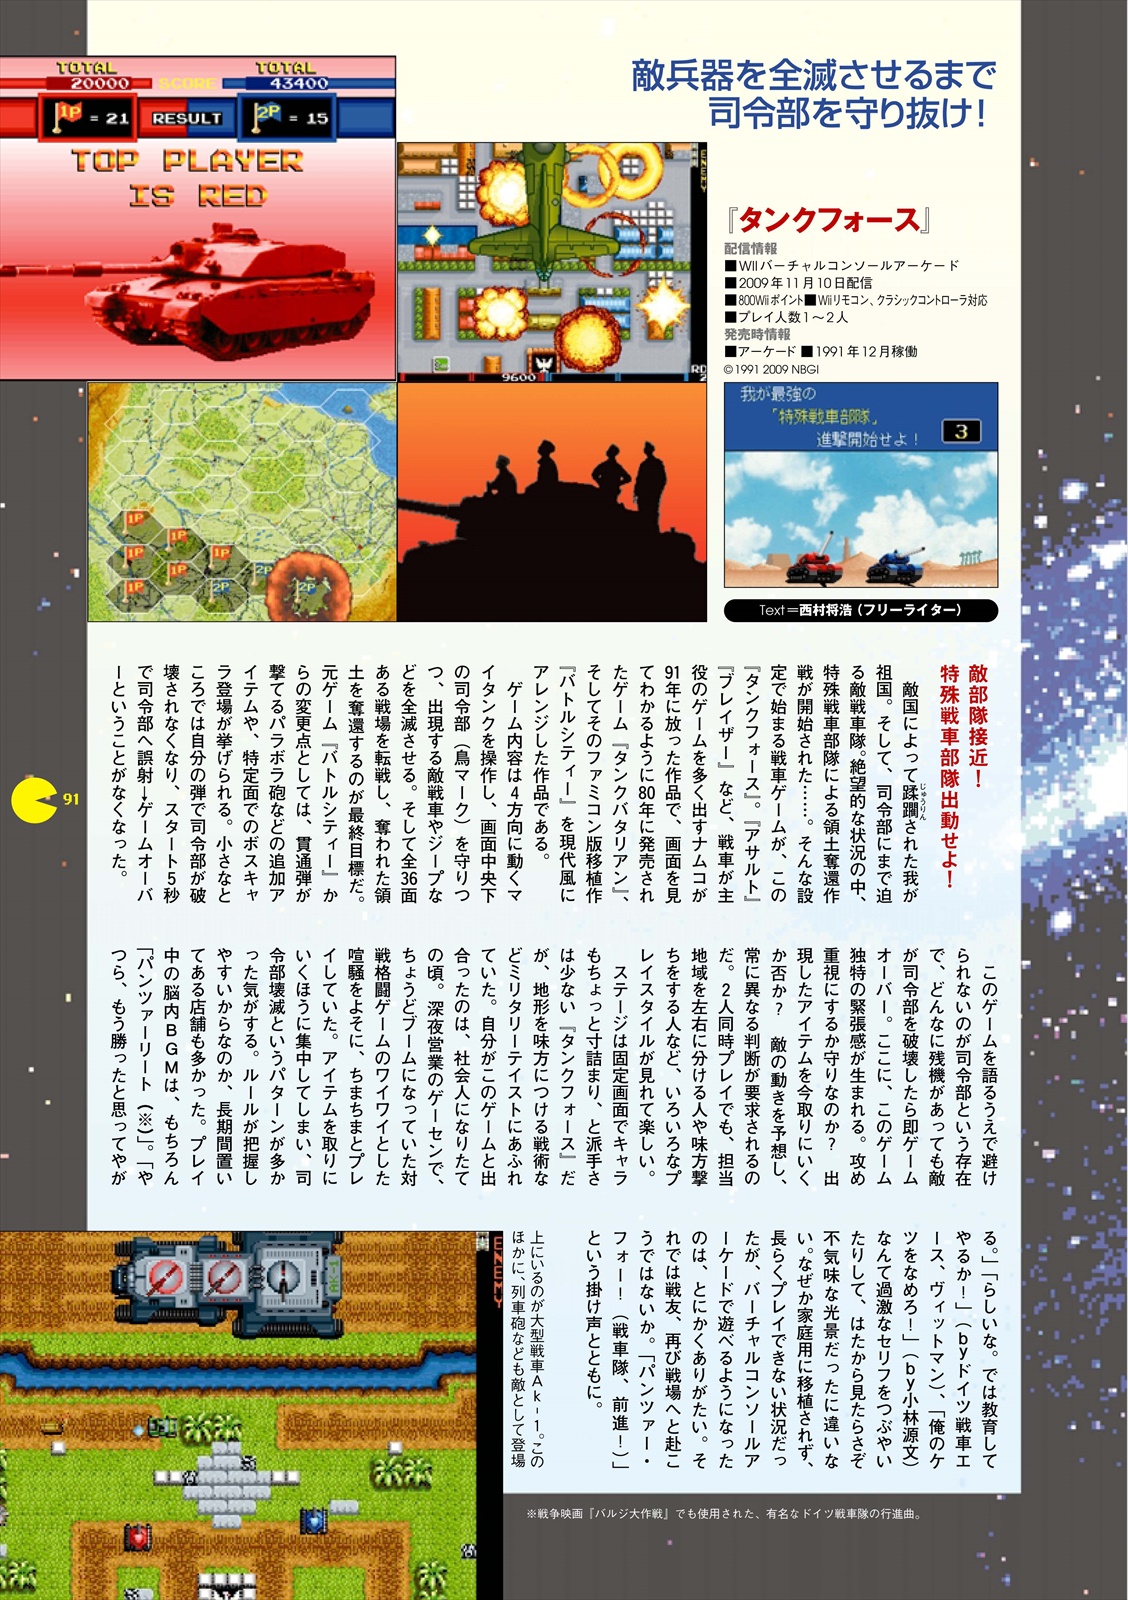 敵兵器を全滅させるまで
司令部を守り抜け！
TOTAL
20000
SCORE
TOTAL
43400
1P = 21
RESULT
2P = 15
TOP PLAYER
IS RED
ENEMY
9600
『タンクフォース』
配信情報
■WIIバーチャルコンソールアーケード
■2009年11月10日配信
■800Wiiポイント■Wiiリモコン、クラシックコントローラ対応
■プレイ人数1〜2人
発売時情報
■アーケード ■1991年12月稼働
©1991 2009 NBGI
1P
1P
1P
1P
1P
1P
2P
1P
2P
2P
我が最強の
「特殊戦車部隊」
進撃開始せよ！
3
Text＝西村将浩（フリーライター）
敵部隊接近！
特殊戦車部隊出動せよ！
　敵国によって蹂躙（じゅうりん）された我が
祖国。そして、司令部にまで迫
る敵戦車隊。絶望的な状況の中、
特殊戦車部隊による領土奪還作
戦が開始された……。そんな設
定で始まる戦車ゲームが、この
『タンクフォース』。『アサルト』
『ブレイザー』など、戦車が主
役のゲームを多く出すナムコが
91年に放った作品で、画面を見
てわかるように80年に発売され
たゲーム『タンクバタリアン』、
そしてそのファミコン版移植作
『バトルシティー』を現代風に
アレンジした作品である。
　ゲーム内容は4方向に動くマ
イタンクを操作し、画面中央下
の司令部（鳥マーク）を守りつ
つ、出現する敵戦車やジープな
どを全滅させる。そして全36面
ある戦場を転戦し、奪われた領
土を奪還するのが最終目標だ。
元ゲーム『バトルシティー』か
らの変更点としては、貫通弾が
撃てるパラボラ砲などの追加ア
イテムや、特定面でのボスキャ
ラ登場が挙げられる。小さなと
ころでは自分の弾で司令部が破
壊されなくなり、スタート5秒
で司令部へ誤射→ゲームオーバ
ーということがなくなった。
91
　このゲームを語るうえで避け
られないのが司令部という存在
で、どんなに残機があっても敵
が司令部を破壊したら即ゲーム
オーバー。ここに、このゲーム
独特の緊張感が生まれる。攻め
重視にするか守りなのか？　出
現したアイテムを今取りにいく
か否か？　敵の動きを予想し、
常に異なる判断が要求されるの
だ。2人同時プレイでも、担当
地域を左右に分ける人や味方撃
ちをする人など、いろいろなプ
レイスタイルが見れて楽しい。
　ステージは固定画面でキャラ
もちょっと寸詰まり、と派手さ
は少ない『タンクフォース』だ
が、地形を味方につける戦術な
どミリタリーテイストにあふれ
ていた。自分がこのゲームと出
合ったのは、社会人になりたて
の頃。深夜営業のゲーセンで、
ちょうどブームになっていた対
戦格闘ゲームのワイワイとした
喧騒をよそに、ちまちまとプレ
イしていた。アイテムを取りに
いくほうに集中してしまい、司
令部壊滅というパターンが多か
った気がする。ルールが把握し
やすいからなのか、長期間置い
てある店舗も多かった。プレイ
中の脳内BGMは、もちろん
「パンツァーリート（※）」。「や
つら、もう勝ったと思ってやが
る。」「らしいな。では教育して
やるか！」（byドイツ戦車エ
ース、ヴィットマン）、「俺のケ
ツをなめろ！」（by小林源文）
なんて過激なセリフをつぶやい
たりして、はたから見たらさぞ
不気味な光景だったに違いな
い。なぜか家庭用に移植されず、
長らくプレイできない状況だっ
たが、バーチャルコンソールア
ーケードで遊べるようになった
のは、とにかくありがたい。そ
れでは戦友、再び戦場へと赴こ
うではないか。「パンツァー・
フォー！（戦車隊、前進！）」
という掛け声とともに。
上にいるのが大型戦車Ak-1。この
ほかに、列車砲なども敵として登場
ENEMY
AK-1
※戦争映画『バルジ大作戦』でも使用された、有名なドイツ戦車隊の行進曲。